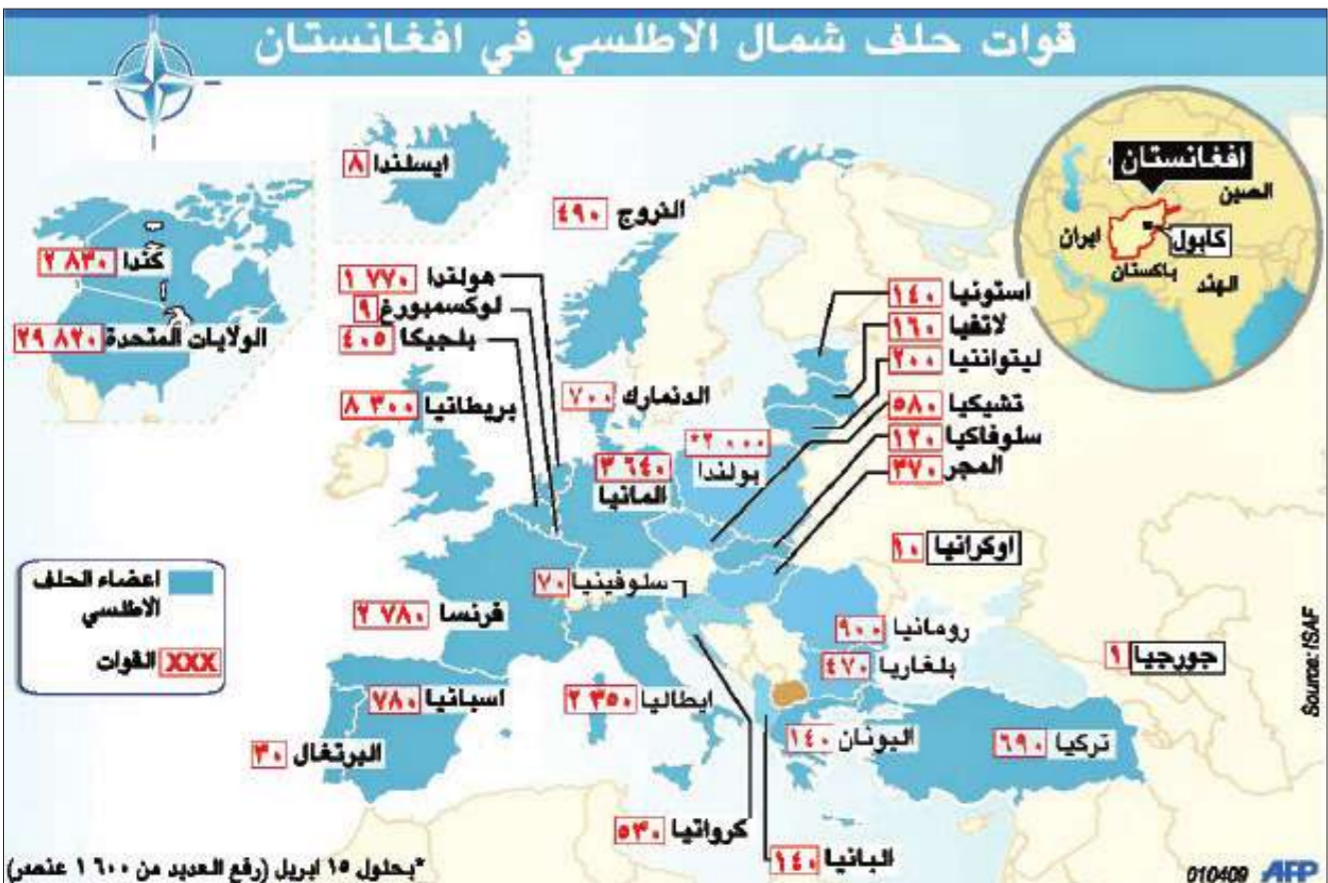 قوات حلف شمال الاطلسي في افغانستان
افغانستان
الصين
ايران
كابول
باكستان
الهند
ايسلندا ٨
كندا ٢ ٨٣٠
الولايات المتحدة ٢٩ ٨٢٠
النروج ٤٩٠
هولندا ١ ٧٧٠
لوكسمبورغ ٩
بلجيكا ٤٠٥
بريطانيا ٨ ٣٠٠
الدنمارك ٧٠٠
استونيا ١٤٠
لاتفيا ١٦٠
ليتوانتيا ٢٠٠
تشيكيا ٥٨٠
سلوفاكيا ١٢٠
المجر ٣٧٠
*٢ ٠٠٠
بولندا
٣ ٦٤٠
المانيا
اوكرانيا ١٠
سلوفينيا ٧٠
فرنسا ٢ ٧٨٠
رومانيا ٩٠٠
بلغاريا ٤٧٠
جورجيا ١
اسبانيا ٧٨٠
ايطاليا ٢ ٣٥٠
اليونان ١٤٠
تركيا ٦٩٠
البرتغال ٣٠
كرواتيا ٥٣٠
البانيا ١٤٠
اعضاء الحلف
الاطلسي
XXX القوات
*بحلول ١٥ ابريل (رفع العديد من ١ ٦٠٠ عنصر)
Source: ISAF
010409 AFP